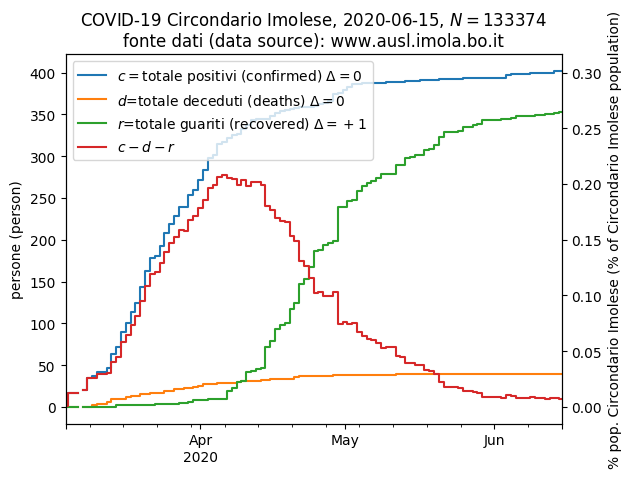 COVID-19 Circondario Imolese, 2020-06-15, N = 133374
fonte dati (data source): www.ausl.imola.bo.it
c = totale positivi (confirmed) Δ = 0
d=totale deceduti (deaths) Δ = 0
r=totale guariti (recovered) Δ = +1
c − d − r
persone (person)
400
350
300
250
200
150
100
50
0
0.30
0.25
0.20
0.15
0.10
0.05
0.00
% pop. Circondario Imolese (% of Circondario Imolese population)
Apr
2020
May
Jun